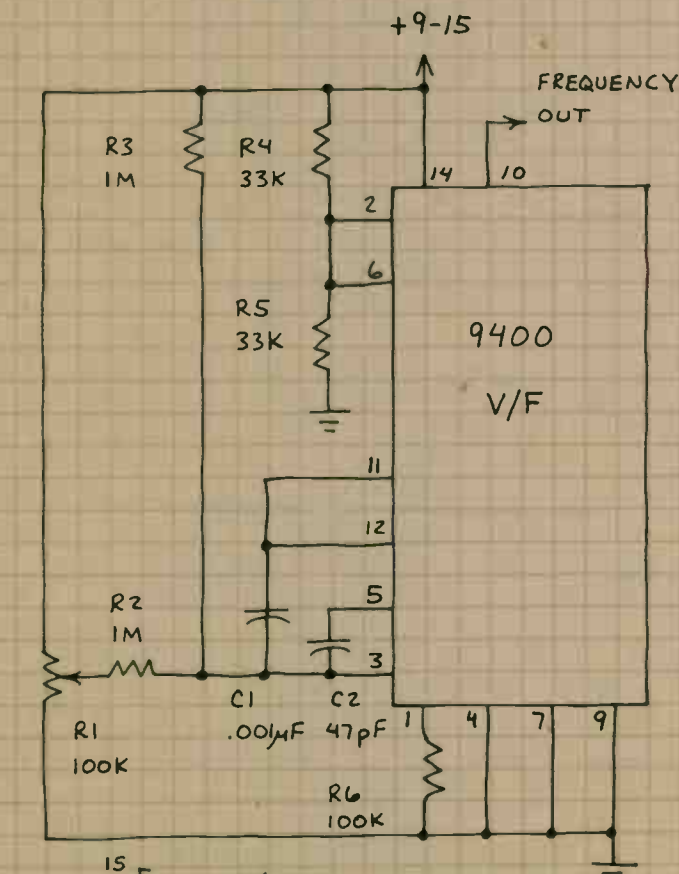 +9-15
FREQUENCY
OUT
R3
1M
R4
33K
14
10
2
6
R5
33K
9400
V/F
11
12
5
3
R2
1M
C1
.001µF
C2
47pF
R1
100K
1
4
7
9
R6
100K
15